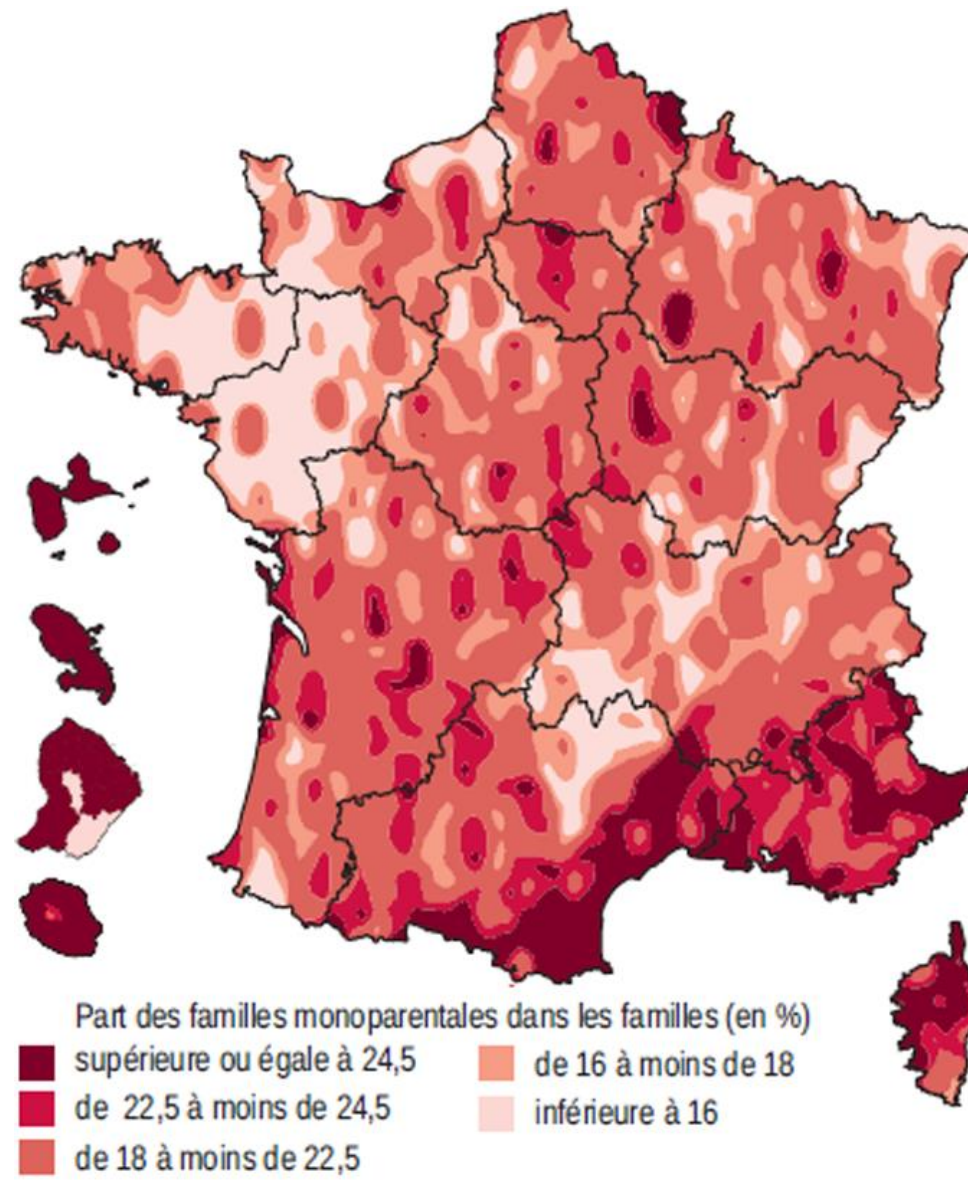 Part des familles monoparentales dans les familles (en %)
supérieure ou égale à 24,5
de 22,5 à moins de 24,5
de 18 à moins de 22,5
de 16 à moins de 18
inférieure à 16